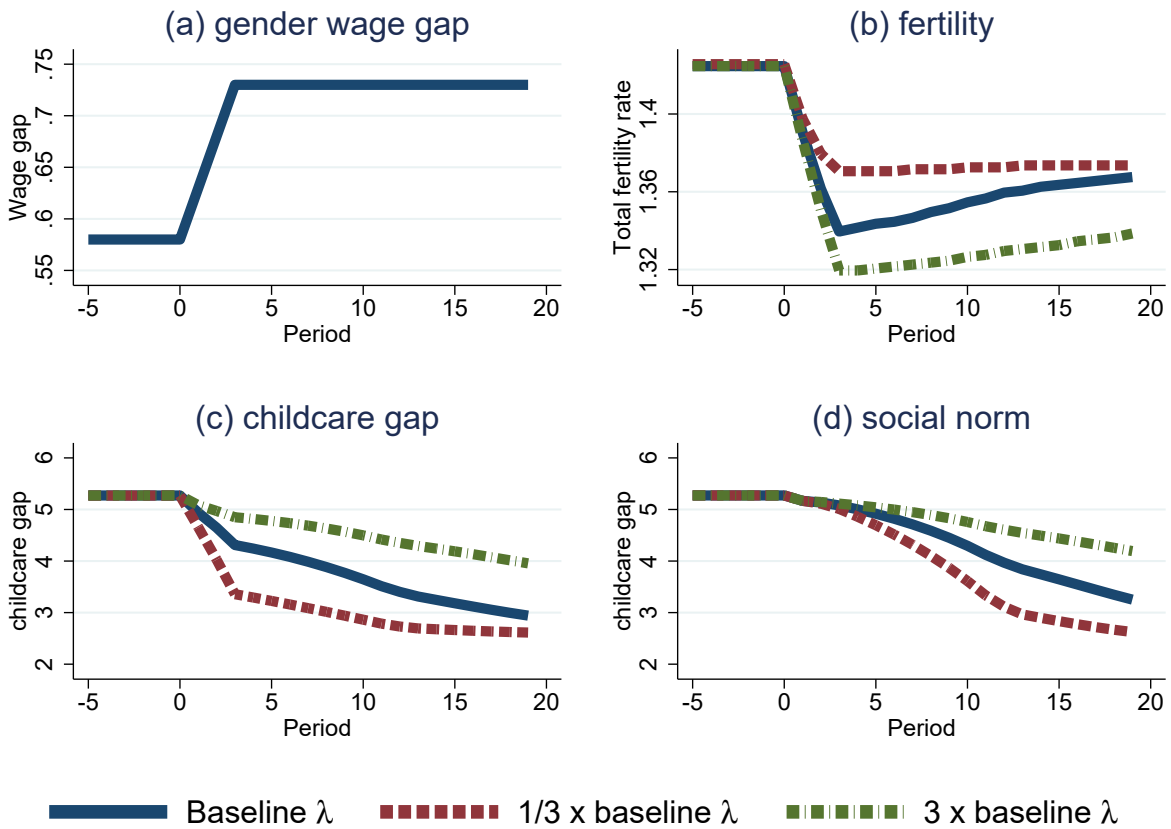 (a) gender wage gap
Wage gap
.75
.7
.65
.6
.55
-5 0 5 10 15 20
Period
(b) fertility
Total fertility rate
1.4
1.36
1.32
-5 0 5 10 15 20
Period
(c) childcare gap
childcare gap
6
5
4
3
2
-5 0 5 10 15 20
Period
(d) social norm
childcare gap
6
5
4
3
2
-5 0 5 10 15 20
Period
Baseline λ 1/3 x baseline λ 3 x baseline λ